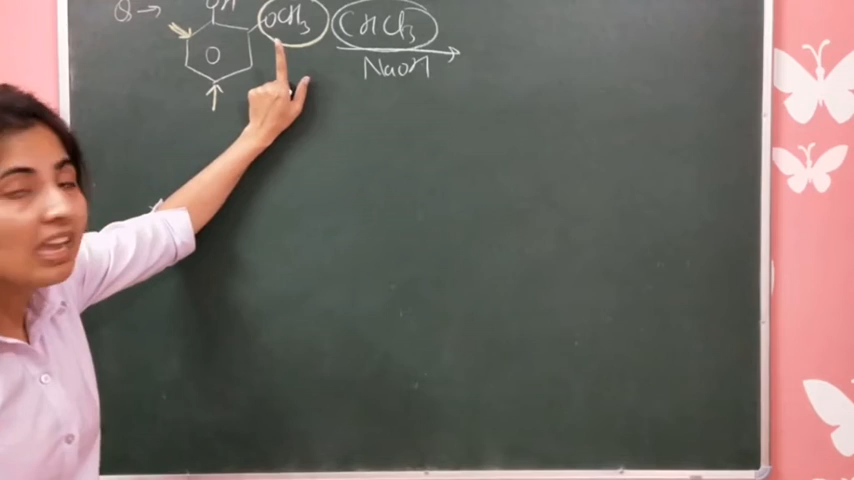 Q → OH OCH3 CHCl3
O NaOH